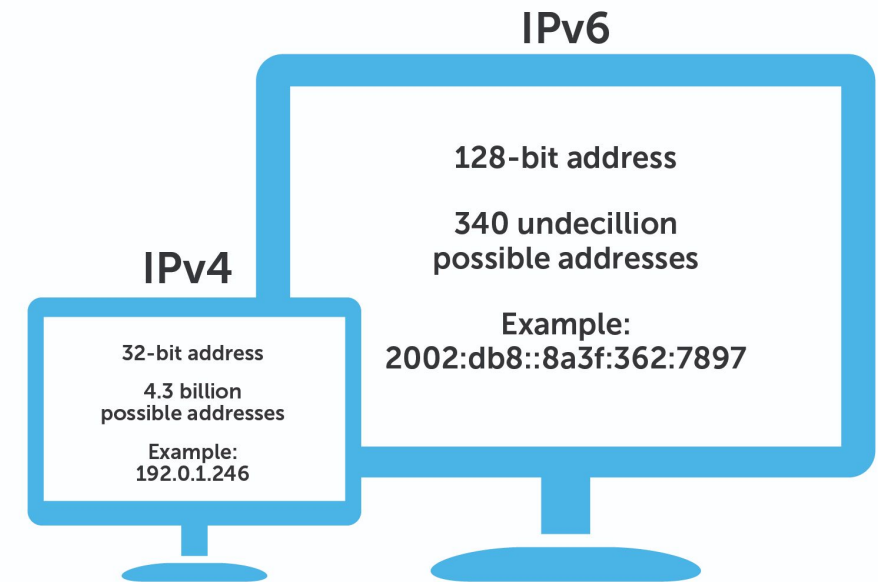 IPv6
128-bit address
340 undecillion
possible addresses
Example:
2002:db8::8a3f:362:7897
IPv4
32-bit address
4.3 billion
possible addresses
Example:
192.0.1.246